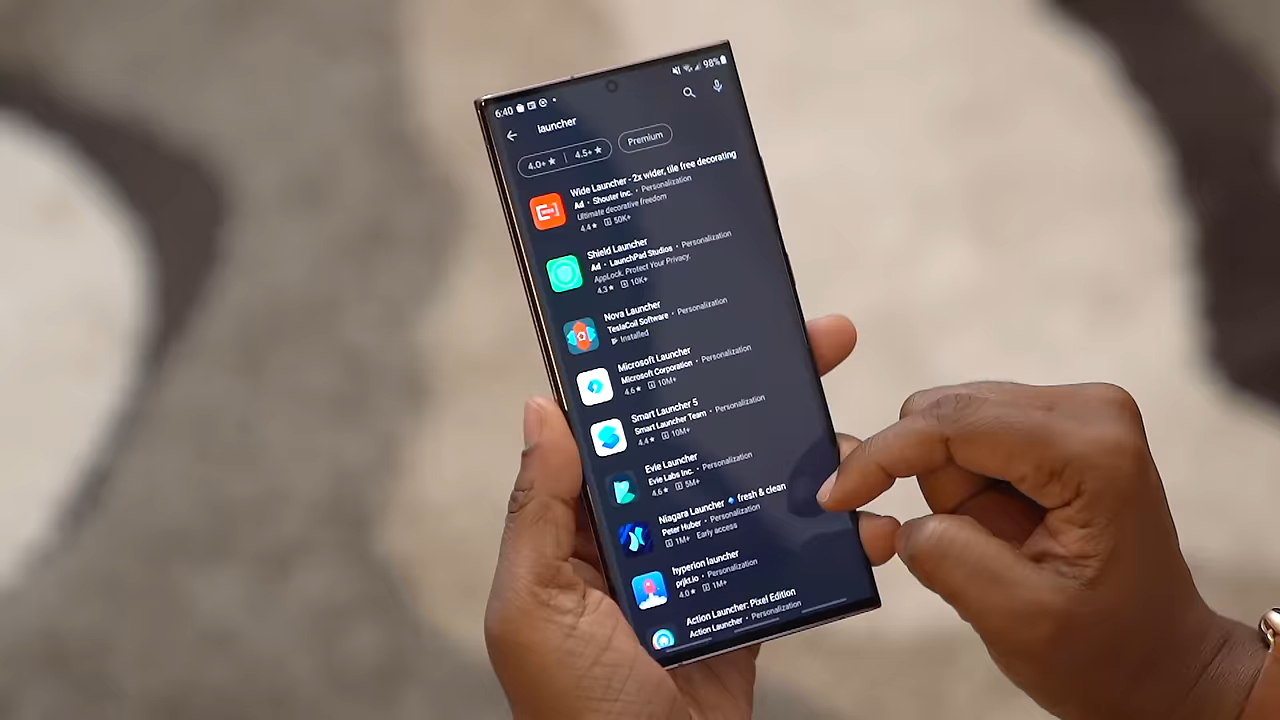 6:40
98%
launcher
4.0+ ★ | 4.5+ ★
Premium
Wide Launcher - 2x wider, tile free decorating
Ad • Shouter Inc. • Personalization
Ultimate decorative freedom
4.4 ★ 50K+
Shield Launcher
Ad • LaunchPad Studios • Personalization
AppLock. Protect Your Privacy.
4.3 ★ 10K+
Nova Launcher
TeslaCoil Software • Personalization
Installed
Microsoft Launcher
Microsoft Corporation • Personalization
4.6 ★ 10M+
Smart Launcher 5
Smart Launcher Team • Personalization
4.4 ★ 10M+
Evie Launcher
Evie Labs Inc. • Personalization
4.6 ★ 5M+
Niagara Launcher 🔹 fresh & clean
Peter Huber • Personalization
1M+ Early access
hyperion launcher
prjkt.io • Personalization
4.0 ★ 1M+
Action Launcher: Pixel Edition
Action Launcher • Personalization